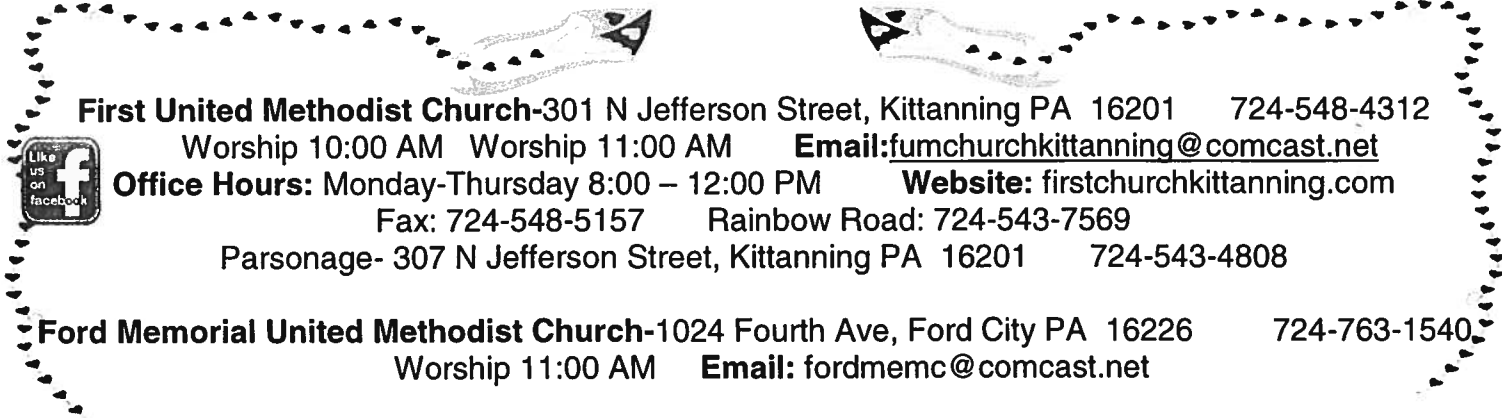 First United Methodist Church-301 N Jefferson Street, Kittanning PA 16201 724-548-4312
Worship 10:00 AM Worship 11:00 AM Email:fumchurchkittanning@comcast.net
Like
us
on
facebook
Office Hours: Monday-Thursday 8:00 – 12:00 PM Website: firstchurchkittanning.com
Fax: 724-548-5157 Rainbow Road: 724-543-7569
Parsonage- 307 N Jefferson Street, Kittanning PA 16201 724-543-4808
Ford Memorial United Methodist Church-1024 Fourth Ave, Ford City PA 16226 724-763-1540
Worship 11:00 AM Email: fordmemc@comcast.net